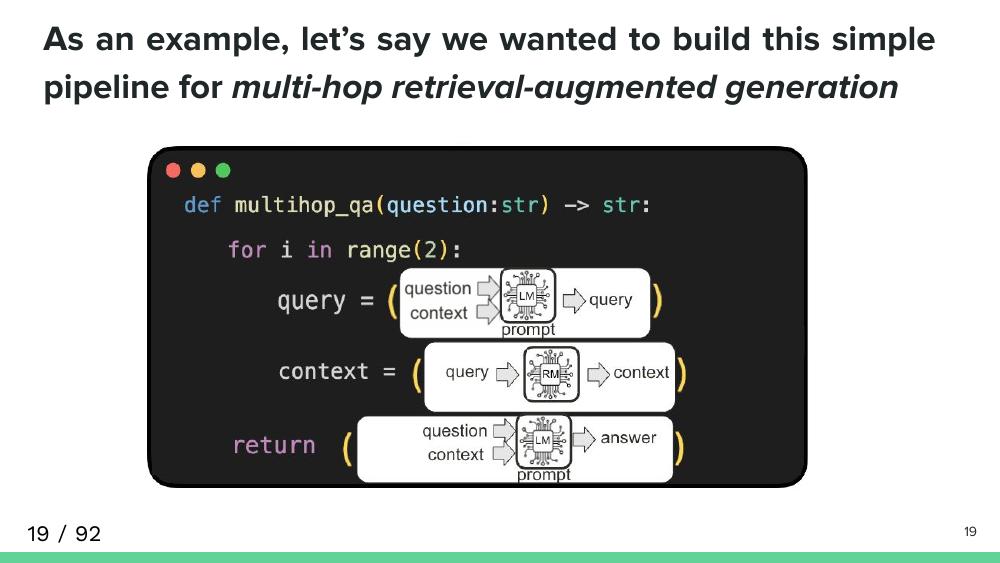 As an example, let’s say we wanted to build this simple
pipeline for multi-hop retrieval-augmented generation
def multihop_qa(question:str) -> str:
for i in range(2):
query = ( question context LM prompt query )
context = ( query RM context )
return ( question context LM prompt answer )
19 / 92
19